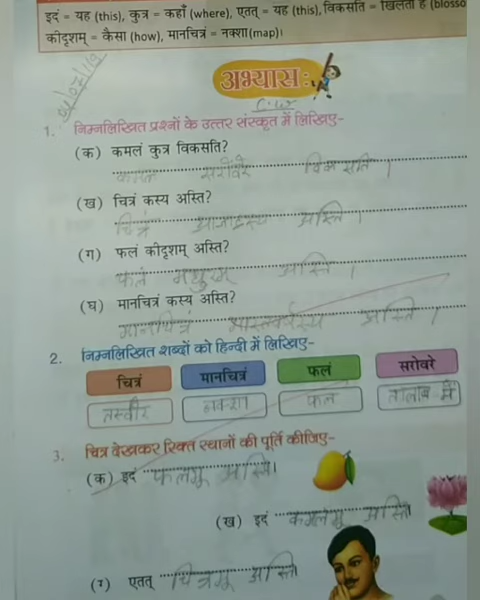 इदं = यह (this), कुत्र = कहाँ (where), एतत् = यह (this), विकसति = खिलता है (blosso
कीदृशम् = कैसा (how), मानचित्रं = नक्शा (map)।
अभ्यासः
C.W
1. निम्नलिखित प्रश्नों के उत्तर संस्कृत में लिखिए-
(क) कमलं कुत्र विकसति?
कमलं सरोवरे विकसति ।
(ख) चित्रं कस्य अस्ति?
चित्रं अस्ति ।
(ग) फलं कीदृशम् अस्ति?
फलं मधुरम् अस्ति ।
(घ) मानचित्रं कस्य अस्ति?
मानचित्रं भारतवर्षस्य अस्ति ।
2. निम्नलिखित शब्दों को हिन्दी में लिखिए-
चित्रं मानचित्रं फलं सरोवरे
तस्वीर नक्शा फल तालाब में
3. चित्र देखकर रिक्त स्थानों की पूर्ति कीजिए-
(क) इदं फलम् अस्ति।
(ख) इदं कमलम् अस्ति।
(ग) एतत् चित्रम् अस्ति।